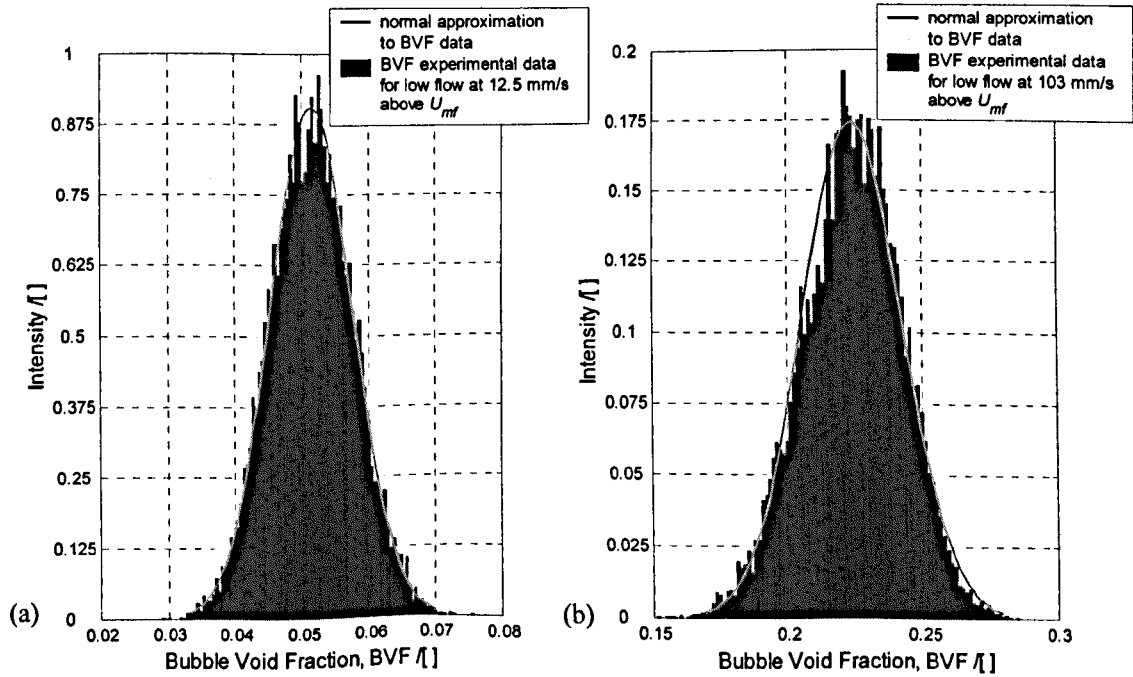 normal approximation
to BVF data
BVF experimental data
for low flow at 12.5 mm/s
above Umf
1
0.875
0.75
0.625
0.5
0.375
0.25
0.125
0
Intensity /[ ]
(a)
0.02 0.03 0.04 0.05 0.06 0.07 0.08
Bubble Void Fraction, BVF /[ ]
normal approximation
to BVF data
BVF experimental data
for low flow at 103 mm/s
above Umf
0.2
0.175
0.15
0.125
0.1
0.075
0.05
0.025
0
Intensity /[ ]
(b)
0.15 0.2 0.25 0.3
Bubble Void Fraction, BVF /[ ]